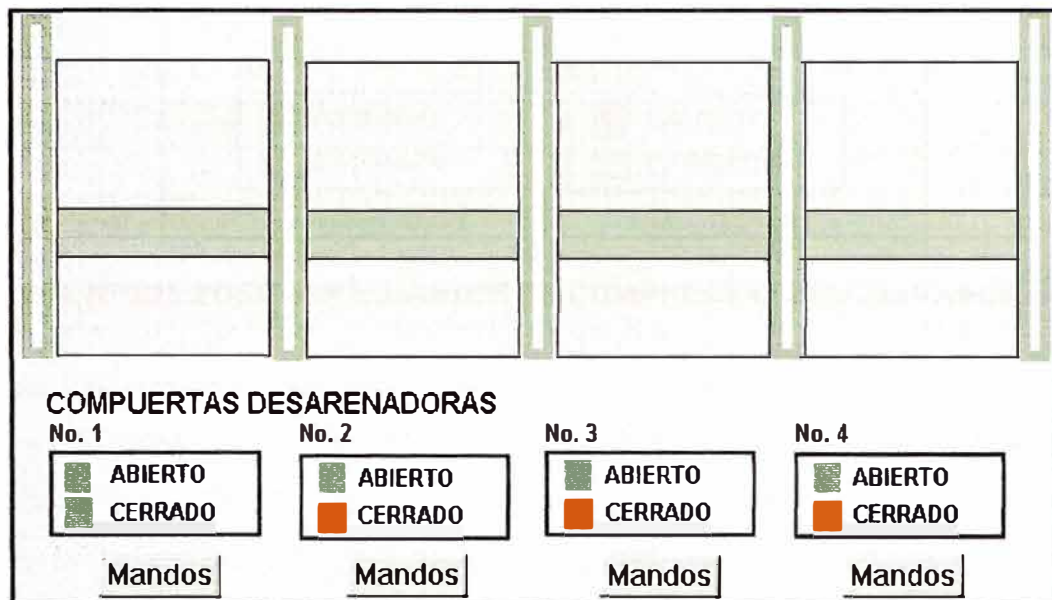 COMPUERTAS DESARENADORAS
No. 1 No. 2 No. 3 No. 4
ABIERTO ABIERTO ABIERTO ABIERTO
CERRADO CERRADO CERRADO CERRADO
Mandos Mandos Mandos Mandos